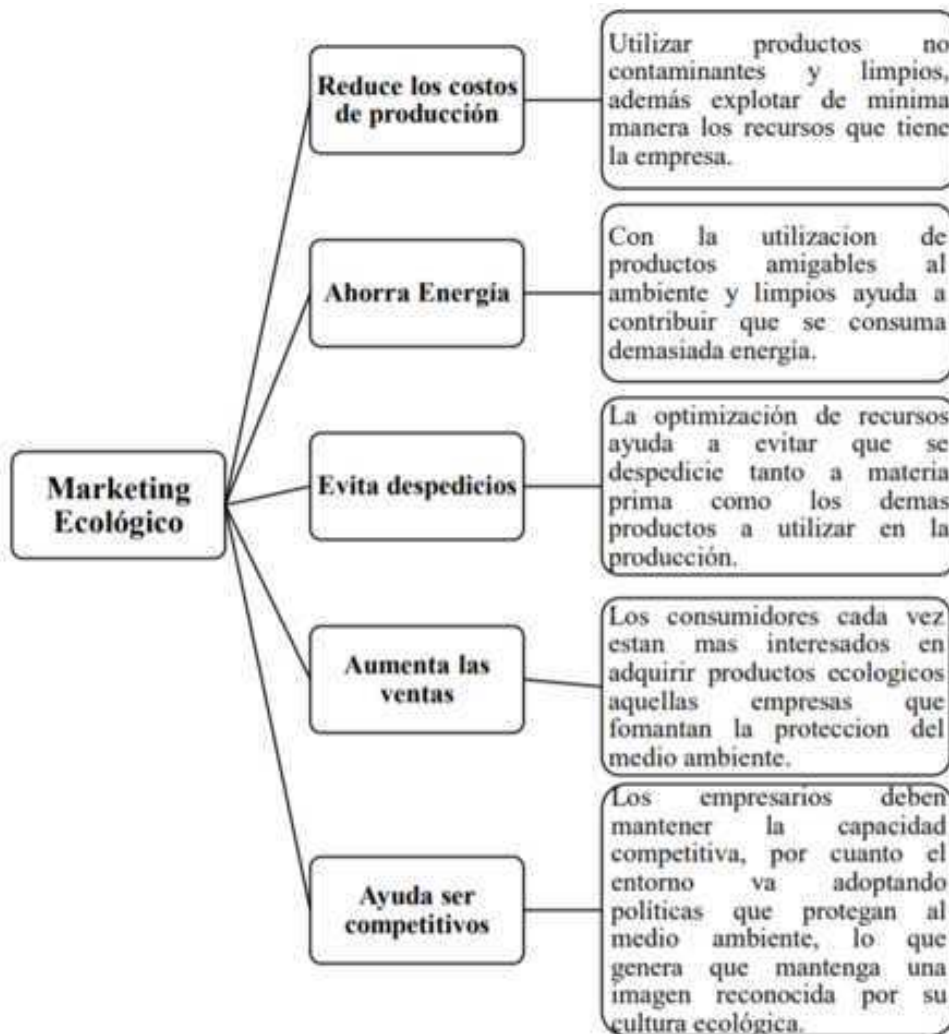 Reduce los costos
de producción
Utilizar productos no
contaminantes y limpios,
además explotar de minima
manera los recursos que tiene
la empresa.
Ahorra Energía
Con la utilizacion de
productos amigables al
ambiente y limpios ayuda a
contribuir que se consuma
demasiada energía.
Marketing
Ecológico
Evita despedicios
La optimización de recursos
ayuda a evitar que se
despedicie tanto a materia
prima como los demas
productos a utilizar en la
producción.
Aumenta las
ventas
Los consumidores cada vez
estan mas interesados en
adquirir productos ecologicos
aquellas empresas que
fomantan la proteccion del
medio ambiente.
Ayuda ser
competitivos
Los empresarios deben
mantener la capacidad
competitiva, por cuanto el
entorno va adoptando
políticas que protegan al
medio ambiente, lo que
genera que mantenga una
imagen reconocida por su
cultura ecológica.